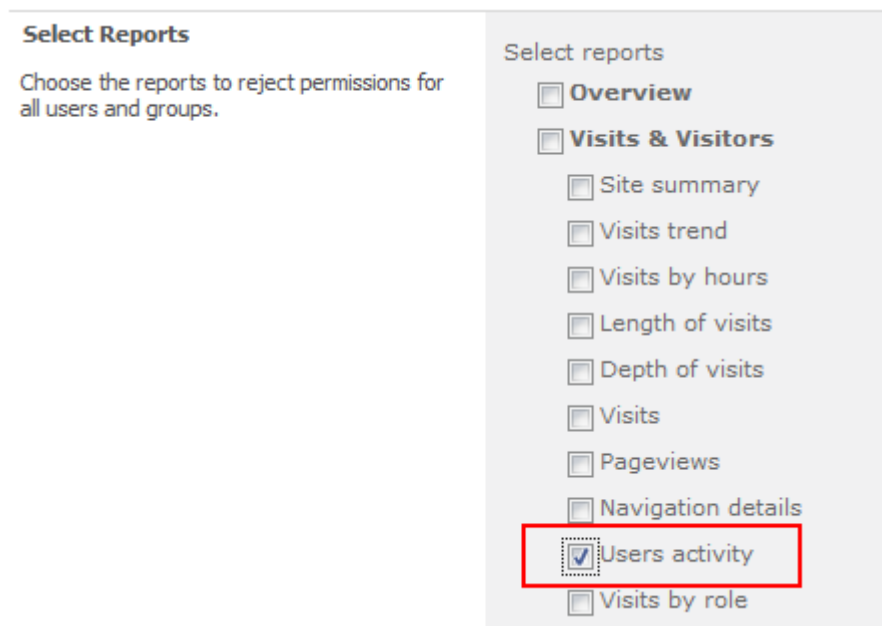 Select Reports
Choose the reports to reject permissions for
all users and groups.
Select reports
Overview
Visits & Visitors
Site summary
Visits trend
Visits by hours
Length of visits
Depth of visits
Visits
Pageviews
Navigation details
Users activity
Visits by role